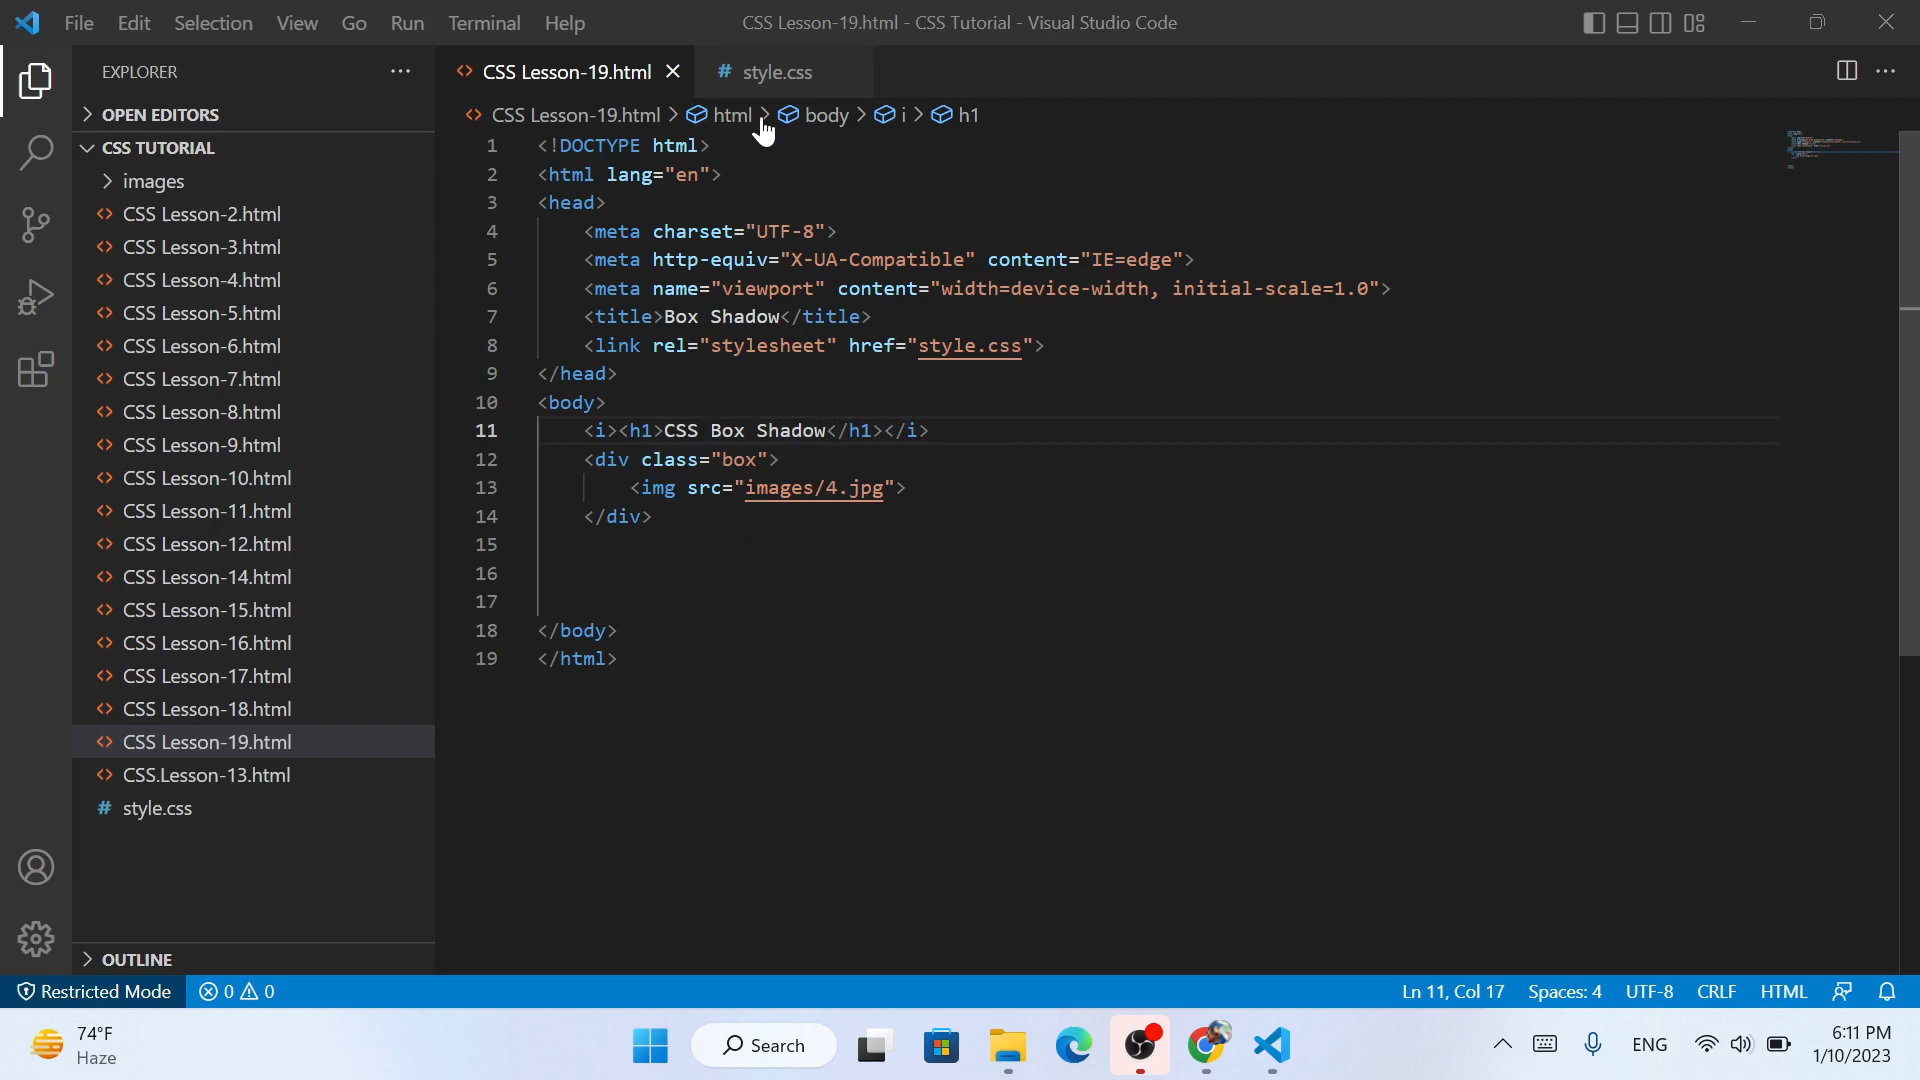 File Edit Selection View Go Run Terminal Help
CSS Lesson-19.html - CSS Tutorial - Visual Studio Code
EXPLORER
OPEN EDITORS
CSS TUTORIAL
images
CSS Lesson-2.html
CSS Lesson-3.html
CSS Lesson-4.html
CSS Lesson-5.html
CSS Lesson-6.html
CSS Lesson-7.html
CSS Lesson-8.html
CSS Lesson-9.html
CSS Lesson-10.html
CSS Lesson-11.html
CSS Lesson-12.html
CSS Lesson-14.html
CSS Lesson-15.html
CSS Lesson-16.html
CSS Lesson-17.html
CSS Lesson-18.html
CSS Lesson-19.html
CSS.Lesson-13.html
# style.css
OUTLINE
CSS Lesson-19.html
# style.css
CSS Lesson-19.html > html > body > i > h1
1 <!DOCTYPE html>
2 <html lang="en">
3 <head>
4 <meta charset="UTF-8">
5 <meta http-equiv="X-UA-Compatible" content="IE=edge">
6 <meta name="viewport" content="width=device-width, initial-scale=1.0">
7 <title>Box Shadow</title>
8 <link rel="stylesheet" href="style.css">
9 </head>
10 <body>
11 <i><h1>CSS Box Shadow</h1></i>
12 <div class="box">
13 <img src="images/4.jpg">
14 </div>
15
16
17
18 </body>
19 </html>
Restricted Mode 0 0
Ln 11, Col 17 Spaces: 4 UTF-8 CRLF HTML
74°F
Haze
Search
ENG
6:11 PM
1/10/2023